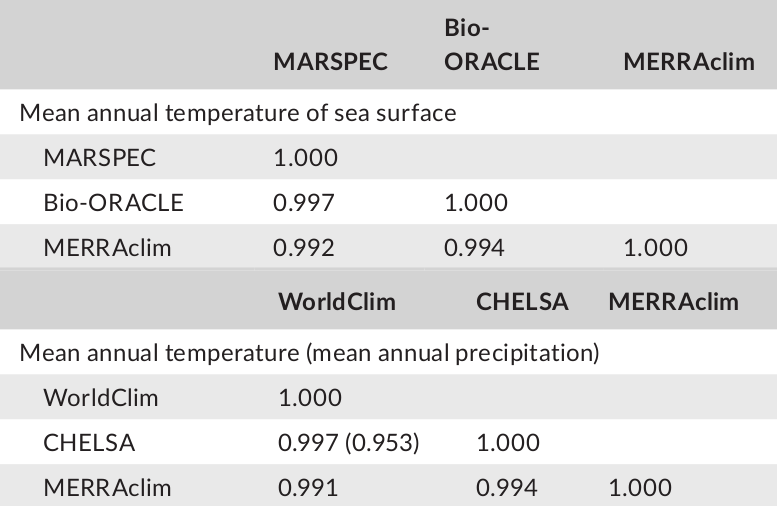 MARSPEC Bio-ORACLE MERRAclim
Mean annual temperature of sea surface
MARSPEC 1.000
Bio-ORACLE 0.997 1.000
MERRAclim 0.992 0.994 1.000
WorldClim CHELSA MERRAclim
Mean annual temperature (mean annual precipitation)
WorldClim 1.000
CHELSA 0.997 (0.953) 1.000
MERRAclim 0.991 0.994 1.000